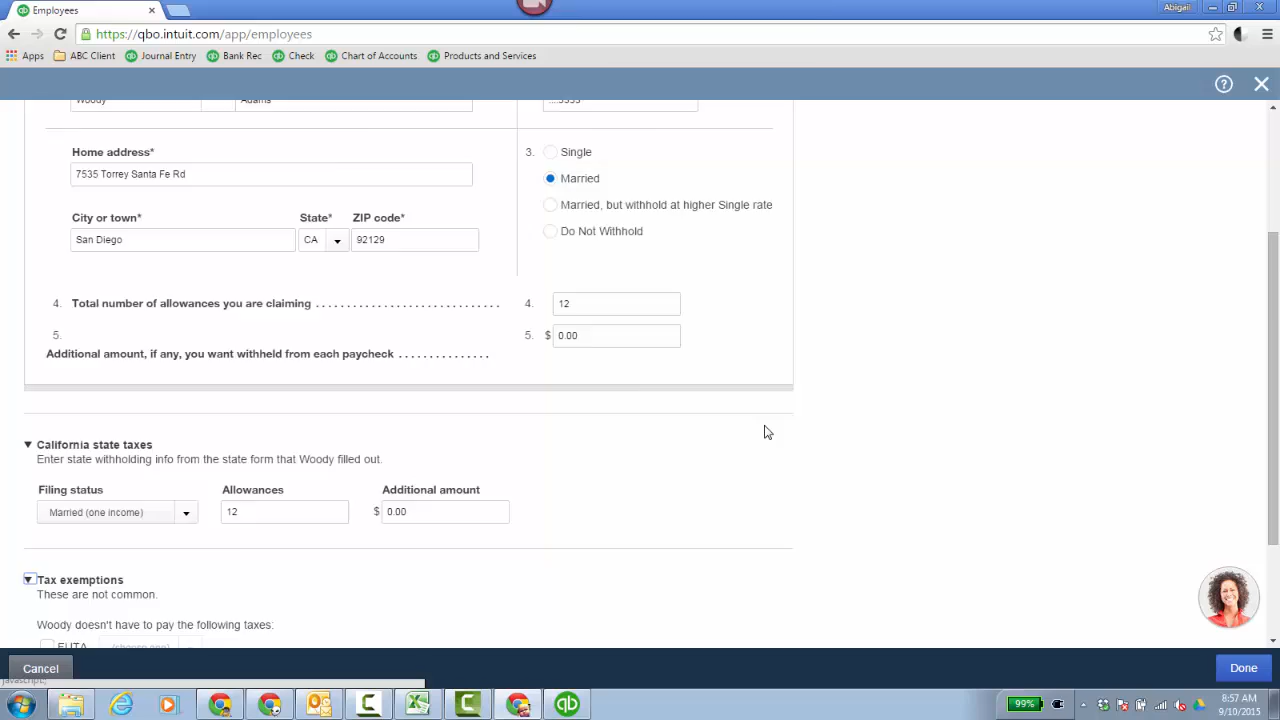 Employees
Abigail
https://qbo.intuit.com/app/employees
Apps ABC Client Journal Entry Bank Rec Check Chart of Accounts Products and Services
Woody Adams
Home address* 3. Single
7535 Torrey Santa Fe Rd Married
City or town* State* ZIP code* Married, but withhold at higher Single rate
San Diego CA 92129 Do Not Withhold
4. Total number of allowances you are claiming . . . . . . . . . . . . . . . . . . . . . . . . . . . . . 4. 12
5. 5. $ 0.00
Additional amount, if any, you want withheld from each paycheck . . . . . . . . . . . . . . .
California state taxes
Enter state withholding info from the state form that Woody filled out.
Filing status Allowances Additional amount
Married (one income) 12 $ 0.00
Tax exemptions
These are not common.
Woody doesn't have to pay the following taxes:
FUTA (choose one)
Cancel Done
javascript:;
99% 8:57 AM
9/10/2015